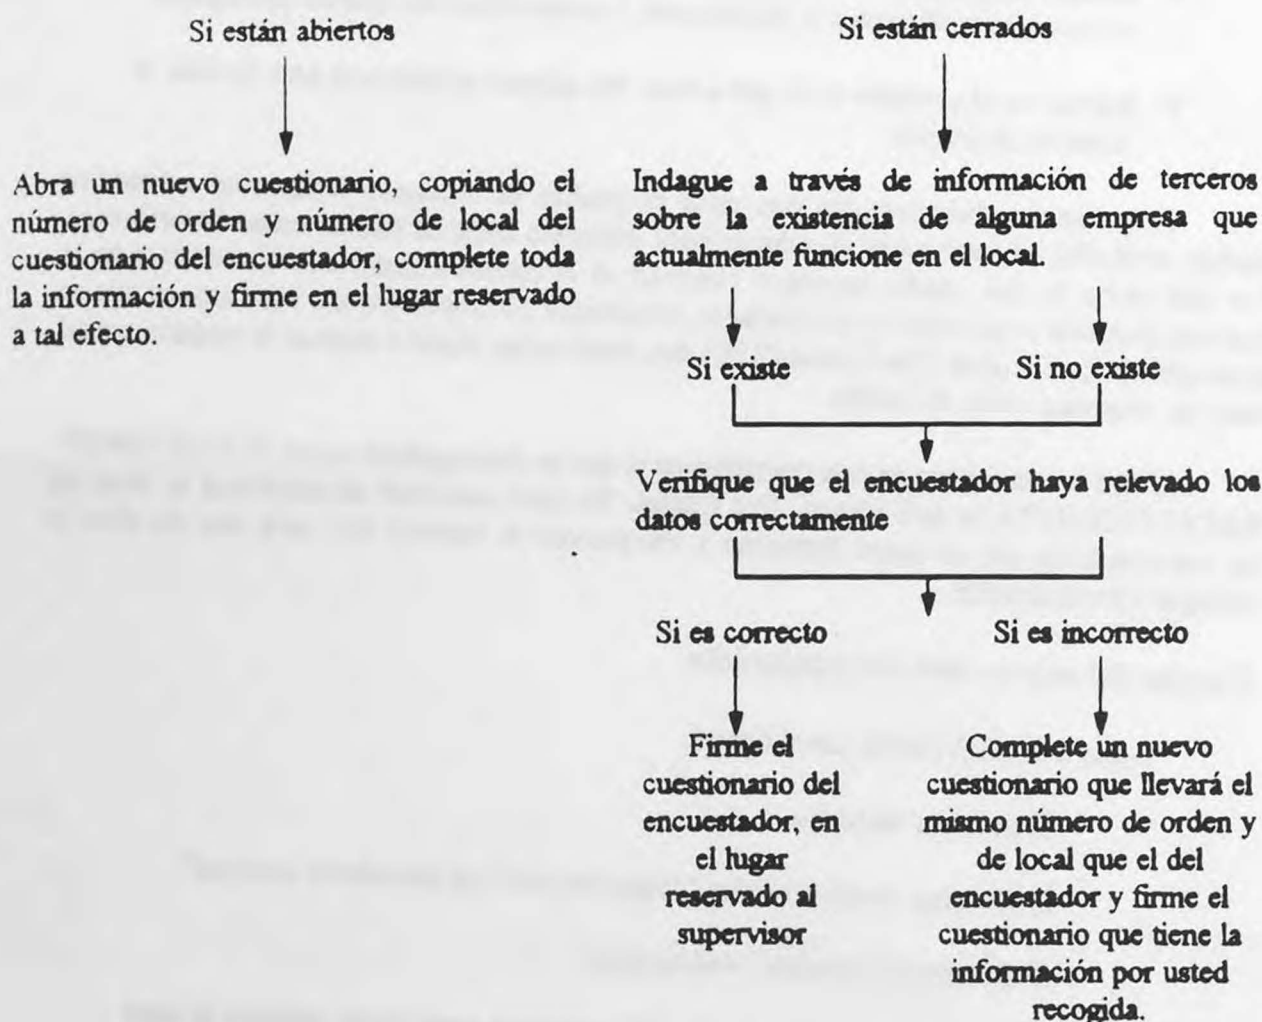 Si están abiertos
Si están cerrados
Abra un nuevo cuestionario, copiando el
número de orden y número de local del
cuestionario del encuestador, complete toda
la información y firme en el lugar reservado
a tal efecto.
Indague a través de información de terceros
sobre la existencia de alguna empresa que
actualmente funcione en el local.
Si existe
Si no existe
Verifique que el encuestador haya relevado los
datos correctamente
Si es correcto
Si es incorrecto
Firme el
cuestionario del
encuestador, en
el lugar
reservado al
supervisor
Complete un nuevo
cuestionario que llevará el
mismo número de orden y
de local que el del
encuestador y firme el
cuestionario que tiene la
información por usted
recogida.